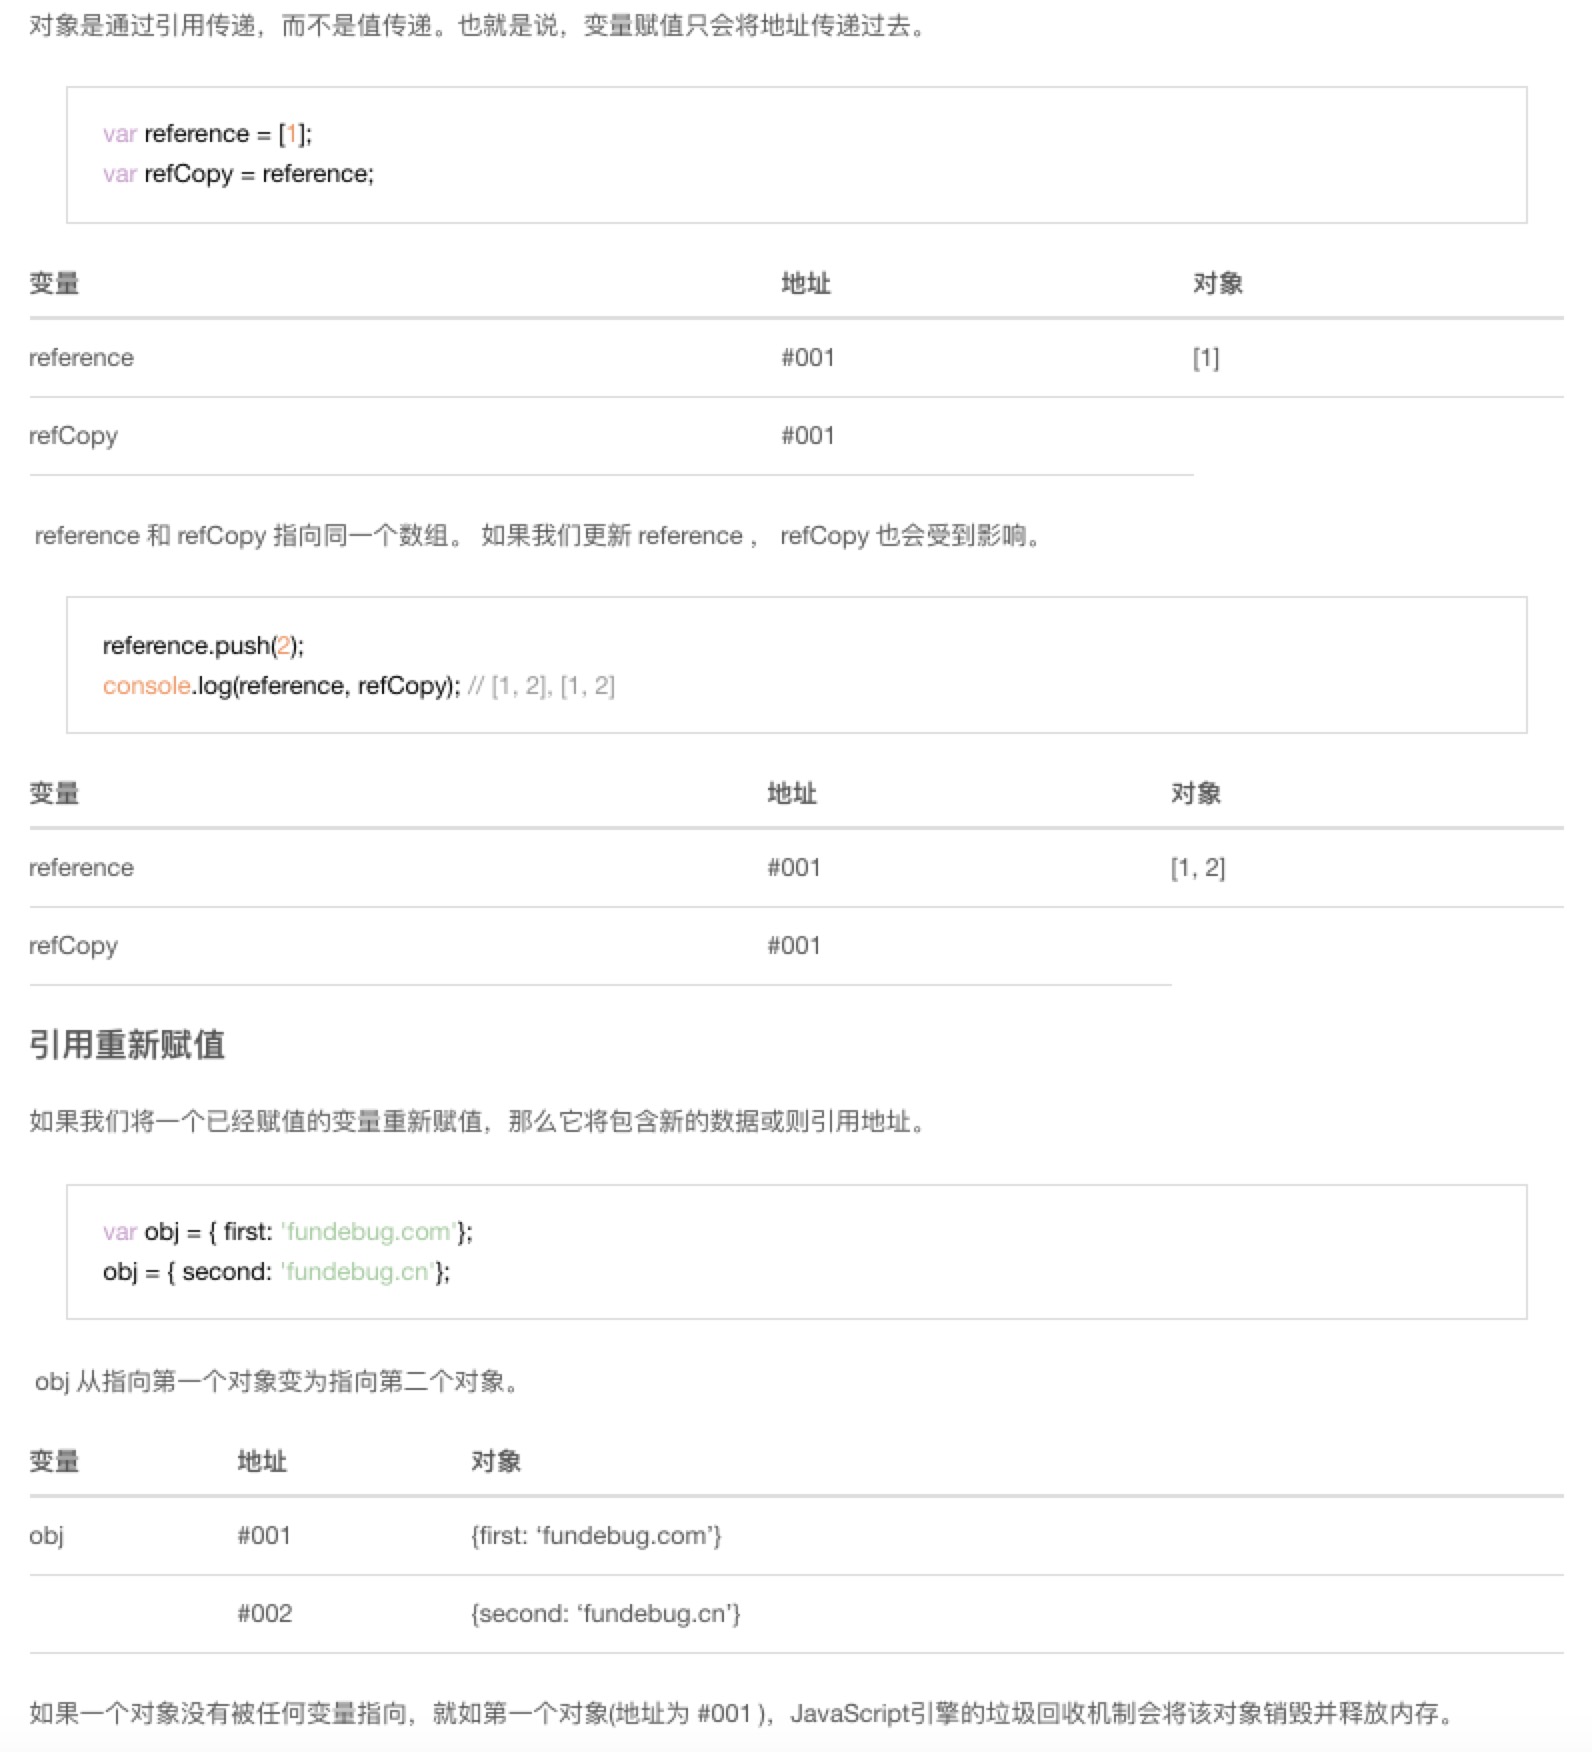 对象是通过引用传递，而不是值传递。也就是说，变量赋值只会将地址传递过去。
var reference = [1];
var refCopy = reference;
变量 地址 对象
reference #001 [1]
refCopy #001
reference 和 refCopy 指向同一个数组。 如果我们更新 reference ， refCopy 也会受到影响。
reference.push(2);
console.log(reference, refCopy); // [1, 2], [1, 2]
变量 地址 对象
reference #001 [1, 2]
refCopy #001
引用重新赋值
如果我们将一个已经赋值的变量重新赋值，那么它将包含新的数据或则引用地址。
var obj = { first: 'fundebug.com'};
obj = { second: 'fundebug.cn'};
obj 从指向第一个对象变为指向第二个对象。
变量 地址 对象
obj #001 {first: ‘fundebug.com’}
#002 {second: ‘fundebug.cn’}
如果一个对象没有被任何变量指向，就如第一个对象(地址为 #001 )，JavaScript引擎的垃圾回收机制会将该对象销毁并释放内存。